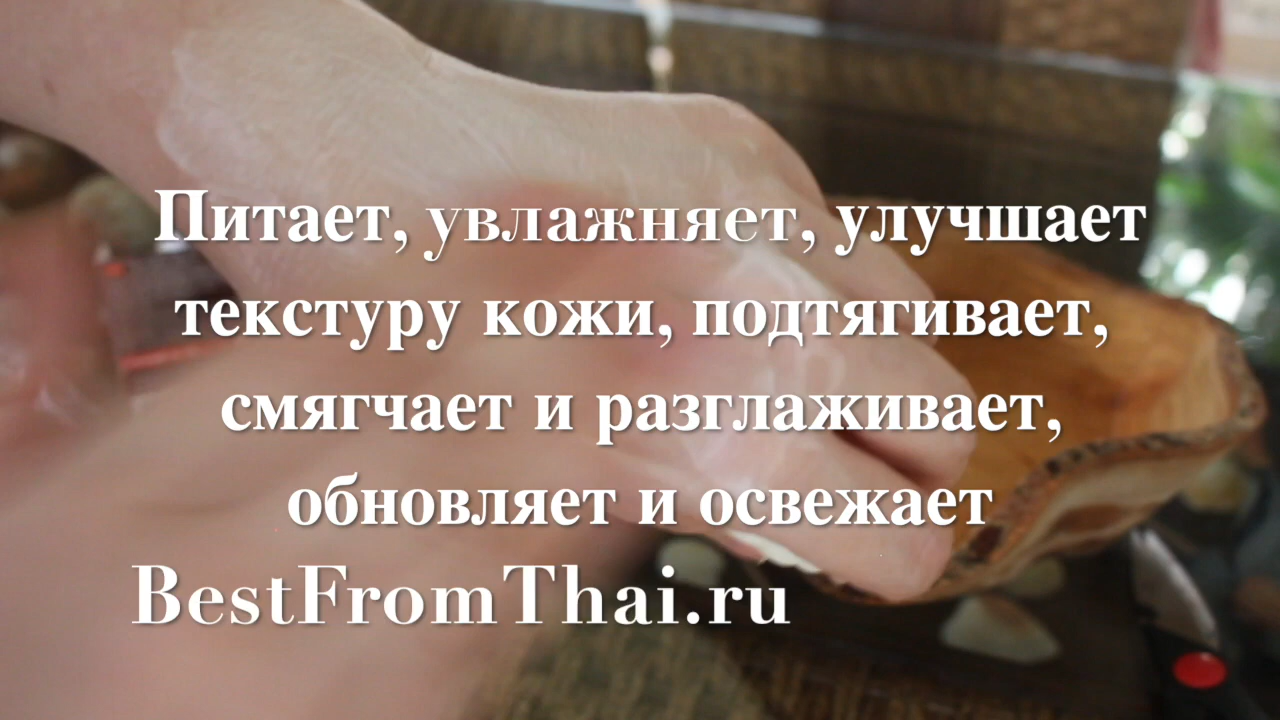 Питает, увлажняет, улучшает
текстуру кожи, подтягивает,
смягчает и разглаживает,
обновляет и освежает
BestFromThai.ru